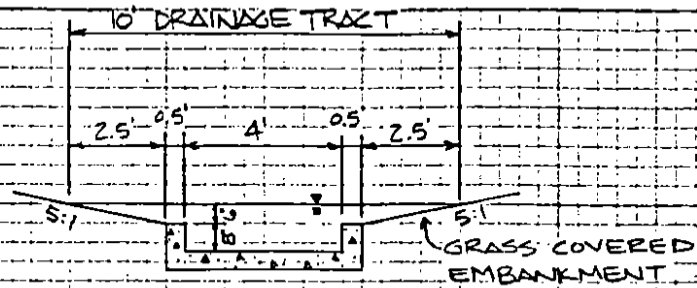 10' DRAINAGE TRACT
2.5' 0.5' 4' 0.5' 2.5'
5:1 5:1
GRASS COVERED
EMBANKMENT